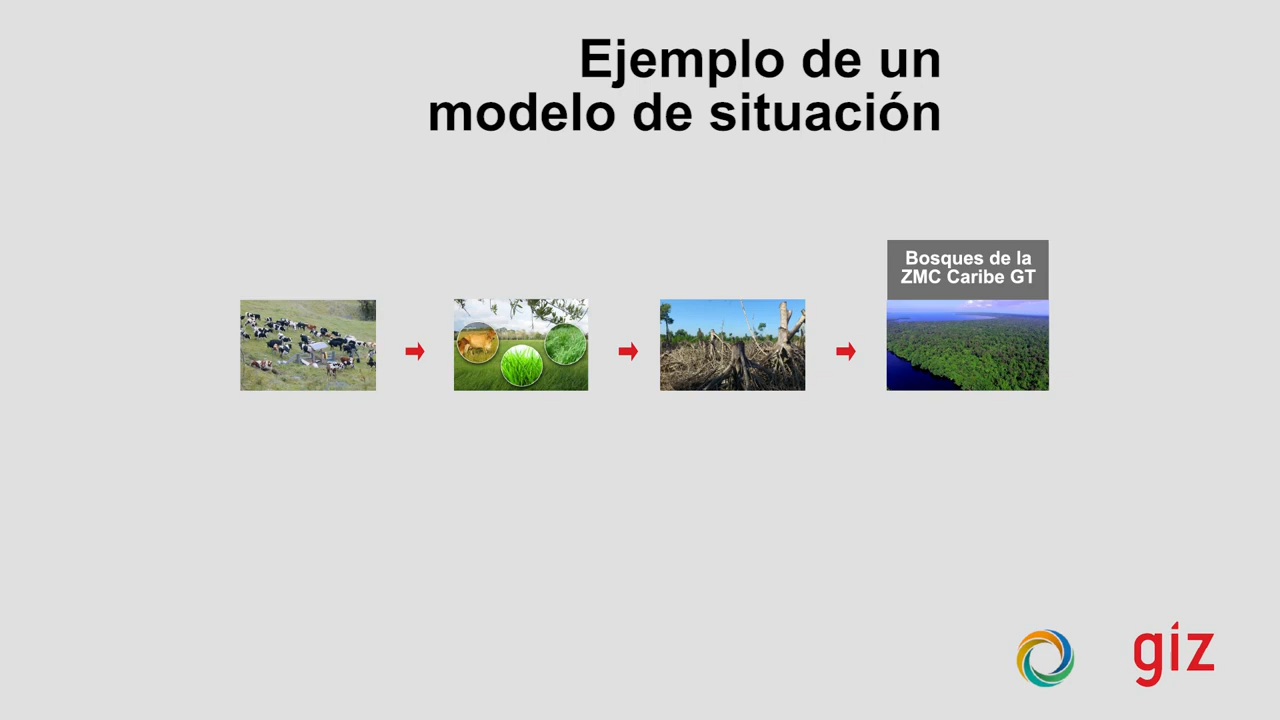 Ejemplo de un
modelo de situación
Bosques de la
ZMC Caribe GT
giz